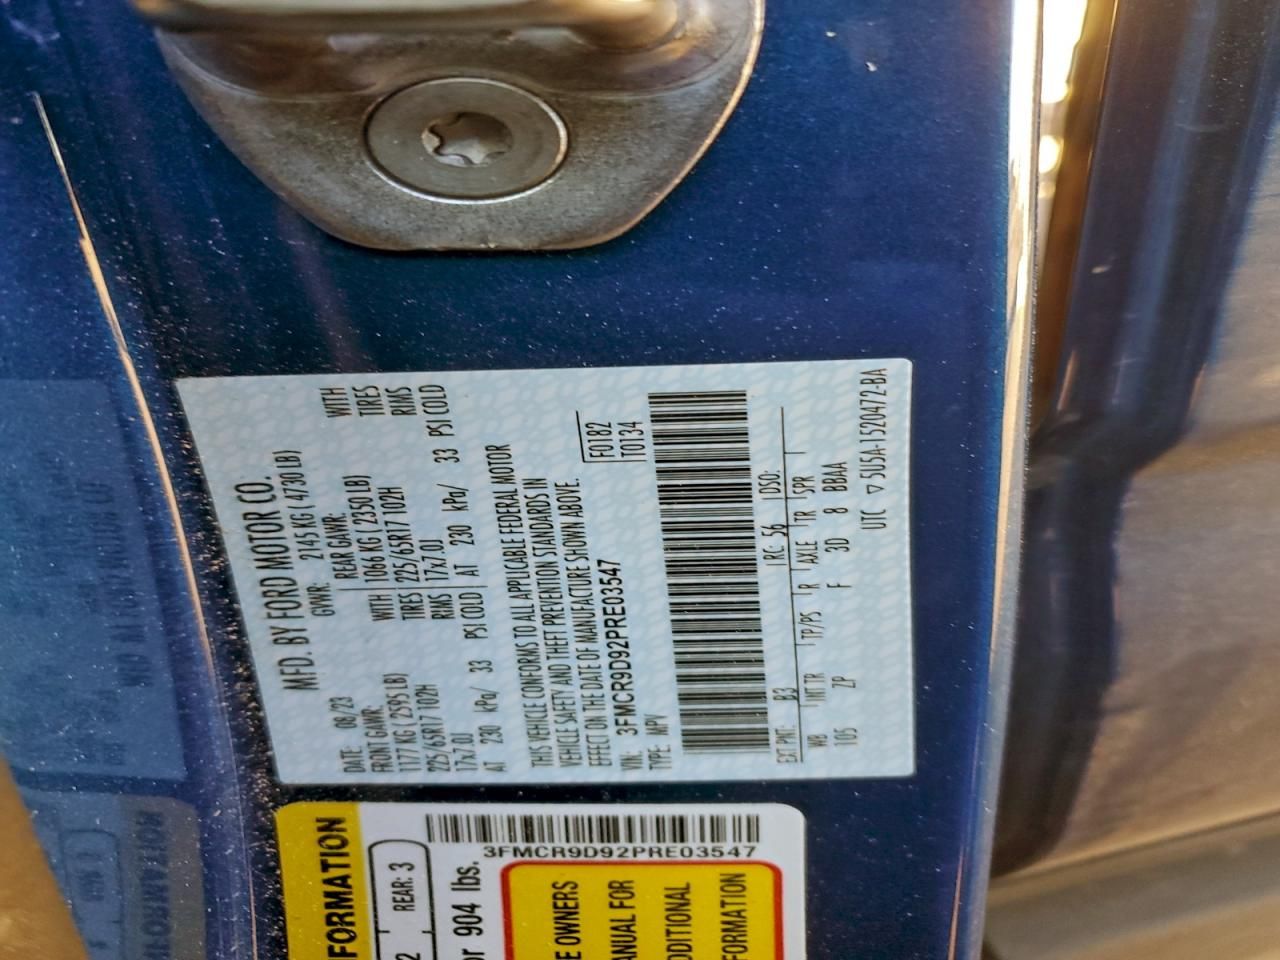 MFD. BY FORD MOTOR CO.
DATE: 08/23 GVWR: 2145 KG ( 4730 LB)
FRONT GAWR: REAR GAWR: WITH
1177 KG ( 2595 LB) WITH 1066 KG ( 2350 LB) TIRES
225/65R17 102H TIRES 225/65R17 102H RIMS
17x7.0J RIMS 17x7.0J
AT 230 kPa/ 33 PSI COLD AT 230 kPa/ 33 PSI COLD
THIS VEHICLE CONFORMS TO ALL APPLICABLE FEDERAL MOTOR
VEHICLE SAFETY AND THEFT PREVENTION STANDARDS IN
EFFECT ON THE DATE OF MANUFACTURE SHOWN ABOVE.
VIN: 3FMCR9D92PRE03547 F0182
TYPE: MPV T0134
EXT PNT: B3 RC: 56 DSO:
WB INT TR TP/PS R AXLE TR SPR
105 ZP F 3D 8 BBAA
UTC ▽ 5U5A-1520472-BA
FORMATION
REAR: 3
or 904 lbs.
3FMCR9D92PRE03547
E OWNERS
ANUAL FOR
DDITIONAL
FORMATION